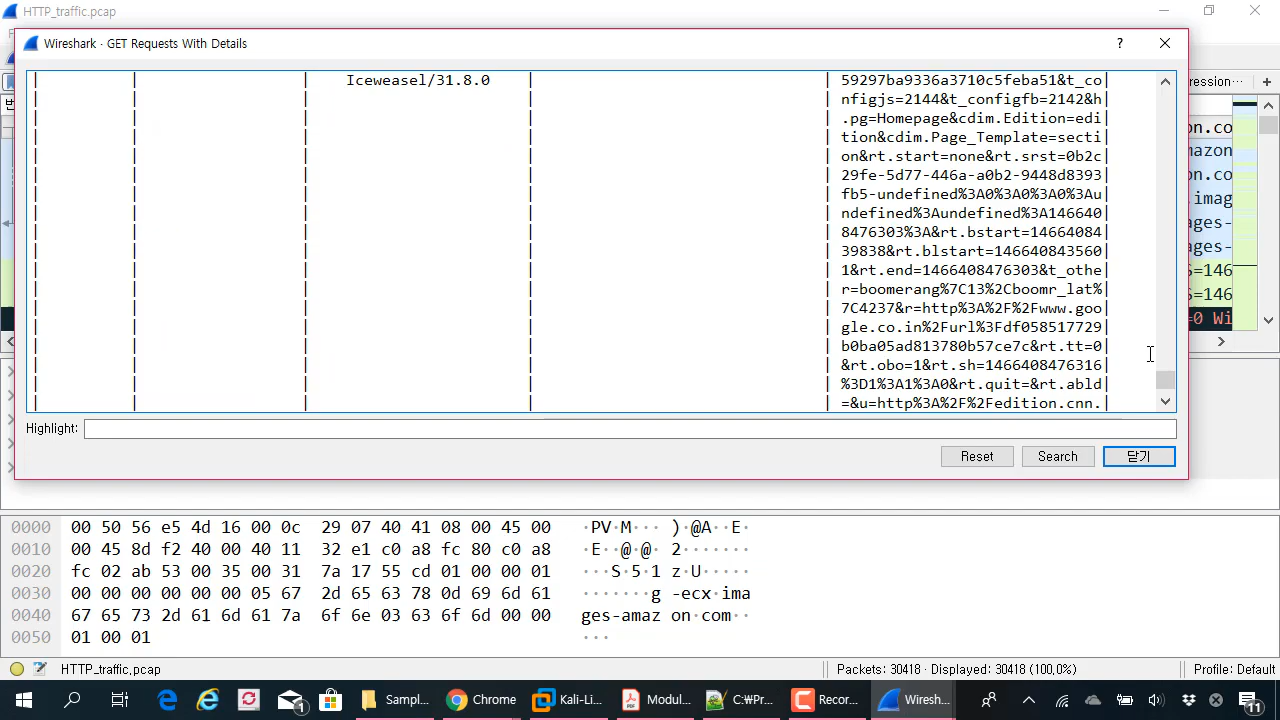 HTTP_traffic.pcap
Wireshark · GET Requests With Details
?
| | | Iceweasel/31.8.0 | | 59297ba9336a3710c5feba51&t_co|
| | | | | nfigjs=2144&t_configfb=2142&h|
| | | | | .pg=Homepage&cdim.Edition=edi|
| | | | | tion&cdim.Page_Template=secti|
| | | | | on&rt.start=none&rt.srst=0b2c|
| | | | | 29fe-5d77-446a-a0b2-9448d8393|
| | | | | fb5-undefined%3A0%3A0%3A0%3Au|
| | | | | ndefined%3Aundefined%3A146640|
| | | | | 8476303%3A&rt.bstart=14664084|
| | | | | 39838&rt.blstart=146640843560|
| | | | | 1&rt.end=1466408476303&t_othe|
| | | | | r=boomerang%7C13%2Cboomr_lat%|
| | | | | 7C4237&r=http%3A%2F%2Fwww.goo|
| | | | | gle.co.in%2Furl%3Fdf058517729|
| | | | | b0ba05ad813780b57ce7c&rt.tt=0|
| | | | | &rt.obo=1&rt.sh=1466408476316|
| | | | | %3D1%3A1%3A0&rt.quit=&rt.abld|
| | | | | =&u=http%3A%2F%2Fedition.cnn.|
ression… +
n.co
mazon
n.co
.imag
ges-
ges-
S=146
S=146
=0 Wi
Highlight:
Reset Search 닫기
0000 00 50 56 e5 4d 16 00 0c 29 07 40 41 08 00 45 00 ·PV·M··· )·@A··E·
0010 00 45 8d f2 40 00 40 11 32 e1 c0 a8 fc 80 c0 a8 ·E··@·@· 2·······
0020 fc 02 ab 53 00 35 00 31 7a 17 55 cd 01 00 00 01 ···S·5·1 z·U·····
0030 00 00 00 00 00 00 05 67 2d 65 63 78 0d 69 6d 61 ·······g -ecx·ima
0040 67 65 73 2d 61 6d 61 7a 6f 6e 03 63 6f 6d 00 00 ges-amaz on·com··
0050 01 00 01 ···
HTTP_traffic.pcap Packets: 30418 · Displayed: 30418 (100,0%) Profile: Default
1 Sampl... Chrome Kali-Li... Modul... C:₩Pr... Recor... Wiresh... 11